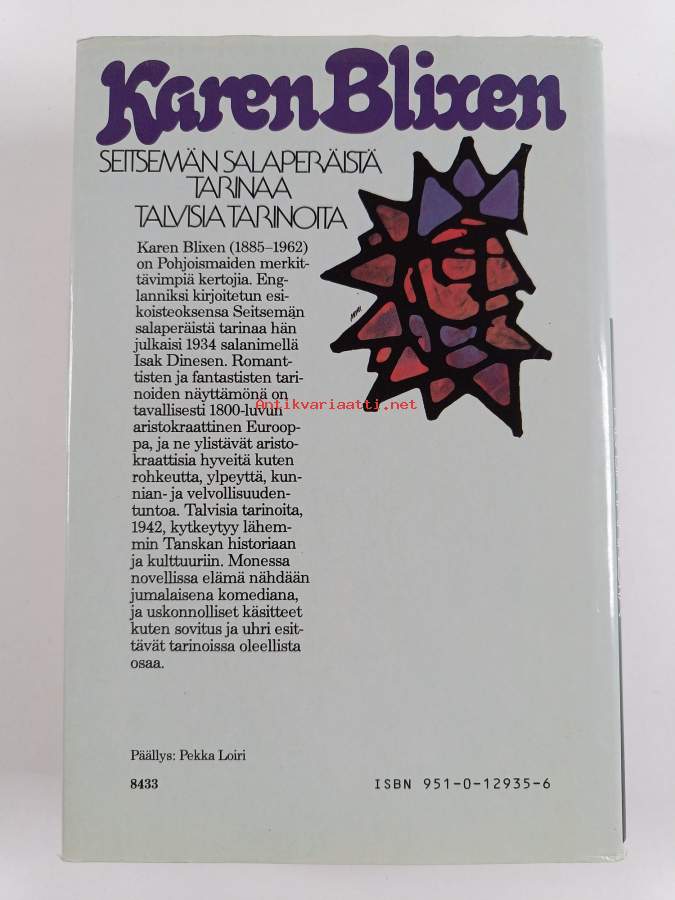 Karen Blixen
SEITSEMÄN SALAPERÄISTÄ
TARINAA
TALVISIA TARINOITA
Karen Blixen (1885–1962)
on Pohjoismaiden merkit-
tävimpiä kertojia. Eng-
lanniksi kirjoitetun esi-
koisteoksensa Seitsemän
salaperäistä tarinaa hän
julkaisi 1934 salanimellä
Isak Dinesen. Romant-
tisten ja fantastisten tari-
noiden näyttämönä on
tavallisesti 1800-luvun
aristokraattinen Euroop-
pa, ja ne ylistävät aristo-
kraattisia hyveitä kuten
rohkeutta, ylpeyttä, kun-
nian- ja velvollisuuden-
tuntoa. Talvisia tarinoita,
1942, kytkeytyy lähem-
min Tanskan historiaan
ja kulttuuriin. Monessa
novellissa elämä nähdään
jumalaisena komediana,
ja uskonnolliset käsitteet
kuten sovitus ja uhri esit-
tävät tarinoissa oleellista
osaa.
Antikvariaatti.net
Päällys: Pekka Loiri
8433
ISBN 951-0-12935-6